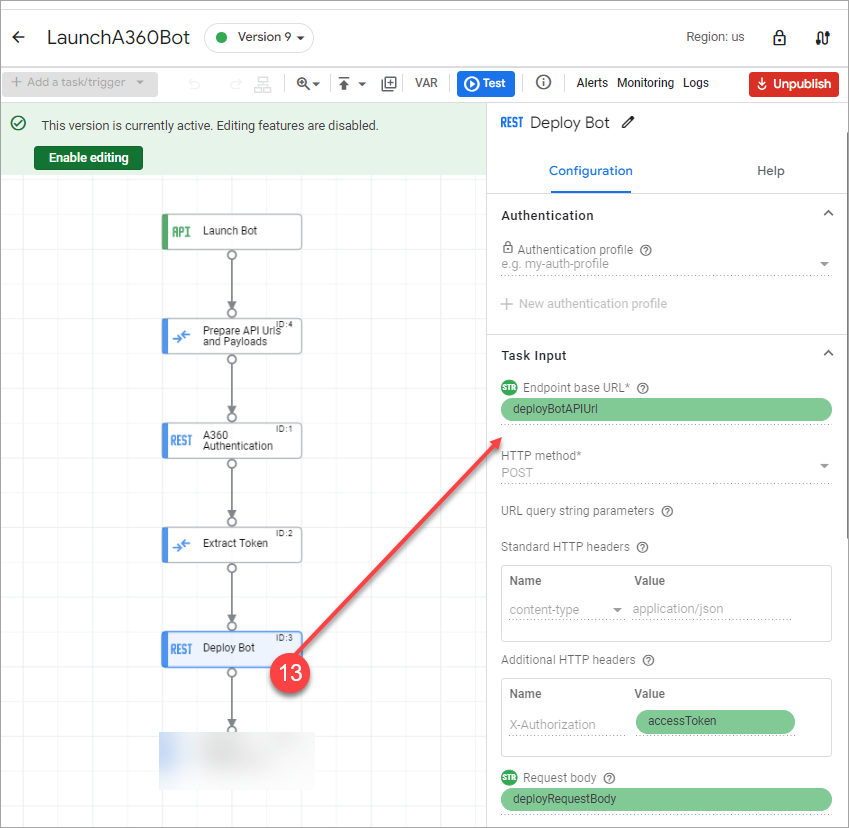 LaunchA360Bot
Version 9
Region: us
Add a task/trigger
VAR
Test
Alerts
Monitoring
Logs
Unpublish
This version is currently active. Editing features are disabled.
Enable editing
API
Launch Bot
Prepare API Urls
and Payloads
ID:4
REST
A360
Authentication
ID:1
Extract Token
ID:2
REST
Deploy Bot
ID:3
13
REST Deploy Bot
Configuration
Help
Authentication
Authentication profile
e.g. my-auth-profile
New authentication profile
Task Input
STR Endpoint base URL*
deployBotAPIUrl
HTTP method*
POST
URL query string parameters
Standard HTTP headers
Name Value
content-type application/json
Additional HTTP headers
Name Value
X-Authorization accessToken
STR Request body
deployRequestBody